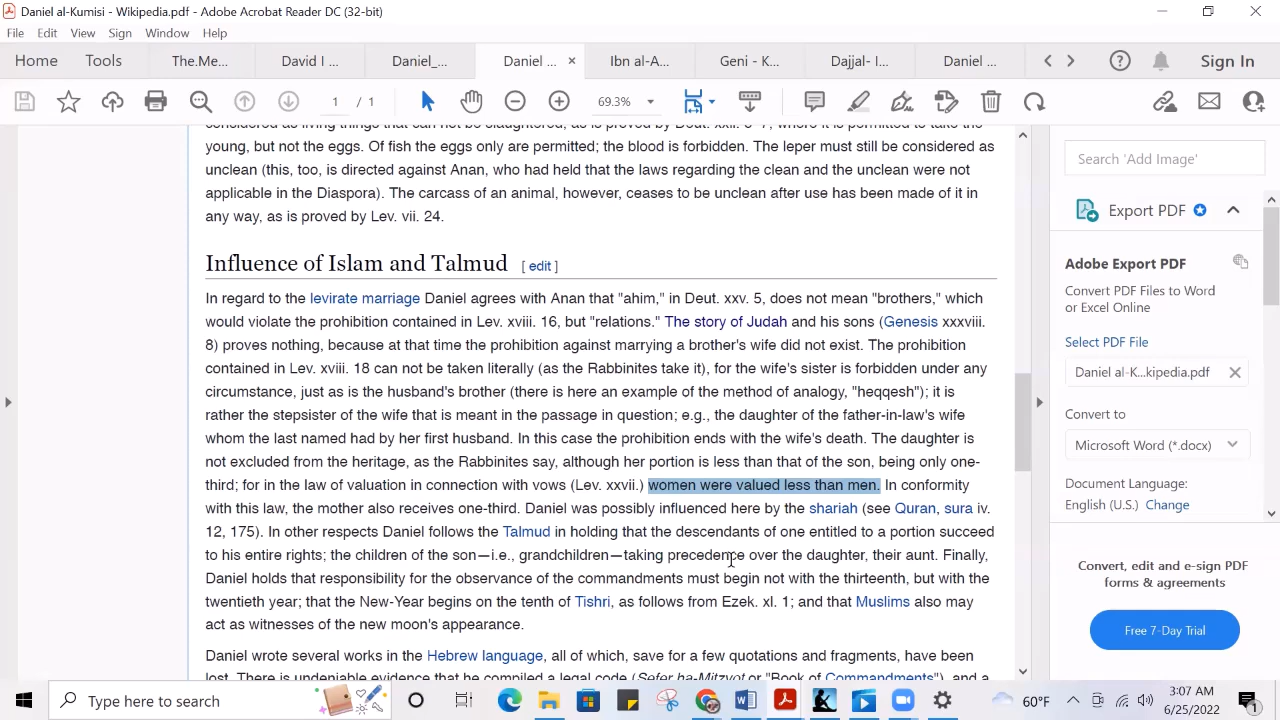 Daniel al-Kumisi - Wikipedia.pdf - Adobe Acrobat Reader DC (32-bit)
File Edit View Sign Window Help
Home Tools The.Me... David I ... Daniel_... Daniel ... × Ibn al-A... Geni - K... Dajjal- I... Daniel ... Sign In
1 / 1 69.3%
young, but not the eggs. Of fish the eggs only are permitted; the blood is forbidden. The leper must still be considered as
unclean (this, too, is directed against Anan, who had held that the laws regarding the clean and the unclean were not
applicable in the Diaspora). The carcass of an animal, however, ceases to be unclean after use has been made of it in
any way, as is proved by Lev. vii. 24.
Influence of Islam and Talmud [ edit ]
In regard to the levirate marriage Daniel agrees with Anan that "ahim," in Deut. xxv. 5, does not mean "brothers," which
would violate the prohibition contained in Lev. xviii. 16, but "relations." The story of Judah and his sons (Genesis xxxviii.
8) proves nothing, because at that time the prohibition against marrying a brother's wife did not exist. The prohibition
contained in Lev. xviii. 18 can not be taken literally (as the Rabbinites take it), for the wife's sister is forbidden under any
circumstance, just as is the husband's brother (there is here an example of the method of analogy, "heqqesh"); it is
rather the stepsister of the wife that is meant in the passage in question; e.g., the daughter of the father-in-law's wife
whom the last named had by her first husband. In this case the prohibition ends with the wife's death. The daughter is
not excluded from the heritage, as the Rabbinites say, although her portion is less than that of the son, being only one-
third; for in the law of valuation in connection with vows (Lev. xxvii.) women were valued less than men. In conformity
with this law, the mother also receives one-third. Daniel was possibly influenced here by the shariah (see Quran, sura iv.
12, 175). In other respects Daniel follows the Talmud in holding that the descendants of one entitled to a portion succeed
to his entire rights; the children of the son—i.e., grandchildren—taking precedence over the daughter, their aunt. Finally,
Daniel holds that responsibility for the observance of the commandments must begin not with the thirteenth, but with the
twentieth year; that the New-Year begins on the tenth of Tishri, as follows from Ezek. xl. 1; and that Muslims also may
act as witnesses of the new moon's appearance.
Daniel wrote several works in the Hebrew language, all of which, save for a few quotations and fragments, have been
lost. There is undeniable evidence that he compiled a legal code (Sefer ha-Mitzvot or "Book of Commandments"), and a
Search 'Add Image'
Export PDF
Adobe Export PDF
Convert PDF Files to Word
or Excel Online
Select PDF File
Daniel al-K...kipedia.pdf
Convert to
Microsoft Word (*.docx)
Document Language:
English (U.S.) Change
Convert, edit and e-sign PDF
forms & agreements
Free 7-Day Trial
Type here to search
60°F
3:07 AM
6/25/2022